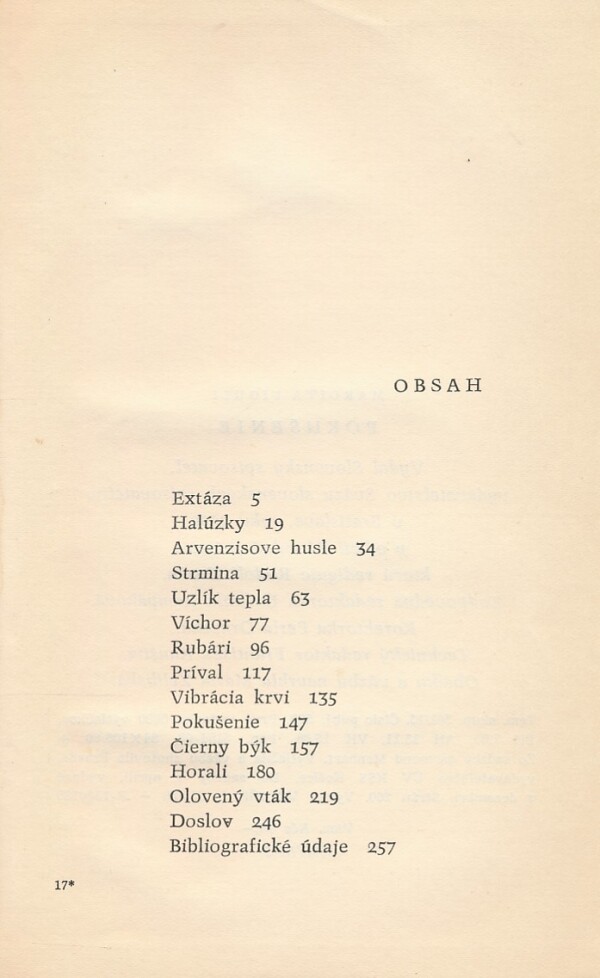 OBSAH
Extáza 5
Halúzky 19
Arvenzisove husle 34
Strmina 51
Uzlík tepla 63
Víchor 77
Rubári 96
Príval 117
Vibrácia krvi 135
Pokušenie 147
Čierny býk 157
Horali 180
Olovený vták 219
Doslov 246
Bibliografické údaje 257
17*